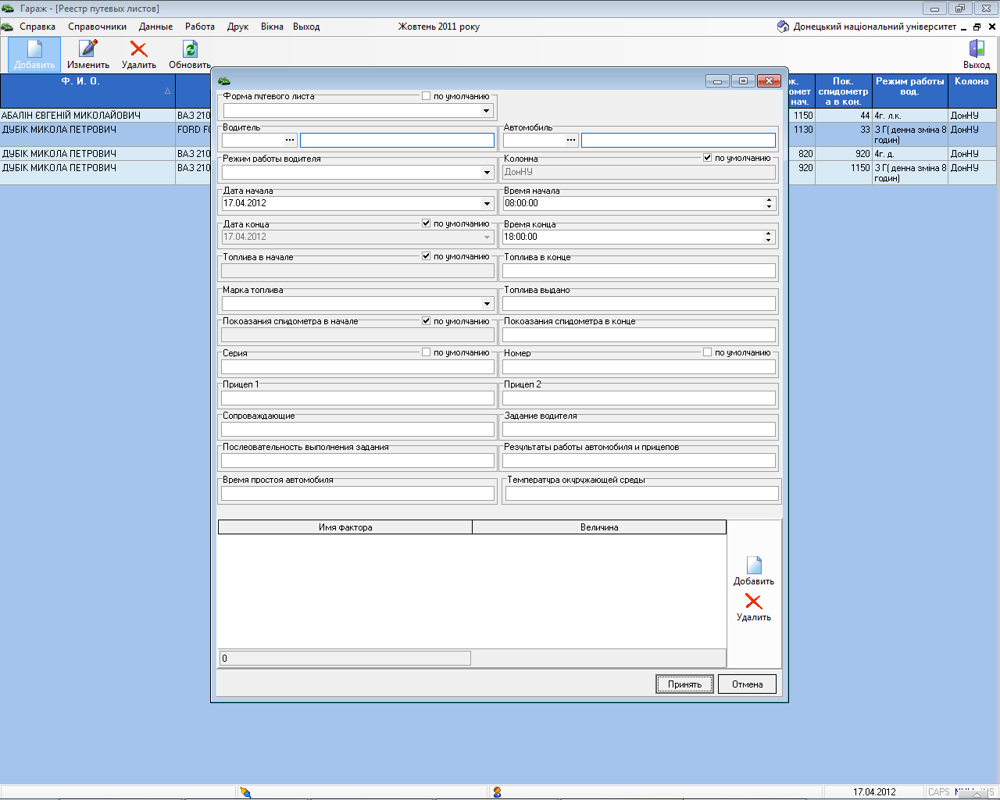 Гараж - [Реестр путевых листов]
Справка Справочники Данные Работа Друк Вікна Выход Жовтень 2011 року Донецький національний університет
Добавить Изменить Удалить Обновить Выход
Ф. И. О.
Пок. спидометр а в кон.
Режим работы вод.
Колона
нач.
АБАЛІН ЄВГЕНІЙ МИКОЛАЙОВИЧ ВАЗ 210 1150 44 4г. л.к. ДонНУ
ДУБІК МИКОЛА ПЕТРОВИЧ FORD FO 1130 33 3 Г( денна зміна 8 годин) ДонНУ
ДУБІК МИКОЛА ПЕТРОВИЧ ВАЗ 210 820 920 4г. д. ДонНУ
ДУБІК МИКОЛА ПЕТРОВИЧ ВАЗ 210 920 1150 3 Г( денна зміна 8 годин) ДонНУ
Форма путевого листа по умолчанию
Водитель Автомобиль
... ...
Режим работы водителя Колонна по умолчанию
ДонНУ
Дата начала Время начала
17.04.2012 08:00:00
Дата конца по умолчанию Время конца
17.04.2012 18:00:00
Топлива в начале по умолчанию Топлива в конце
Марка топлива Топлива выдано
Покоазания спидометра в начале по умолчанию Покоазания спидометра в конце
Серия по умолчанию Номер по умолчанию
Прицеп 1 Прицеп 2
Сопроваждающие Задание водителя
Послеовательность выполнения задания Результаты работы автомобиля и прицепов
Время простоя автомобиля Температура окуружающей среды
Имя фактора Величина
Добавить
Удалить
0
Принять Отмена
17.04.2012 CAPS